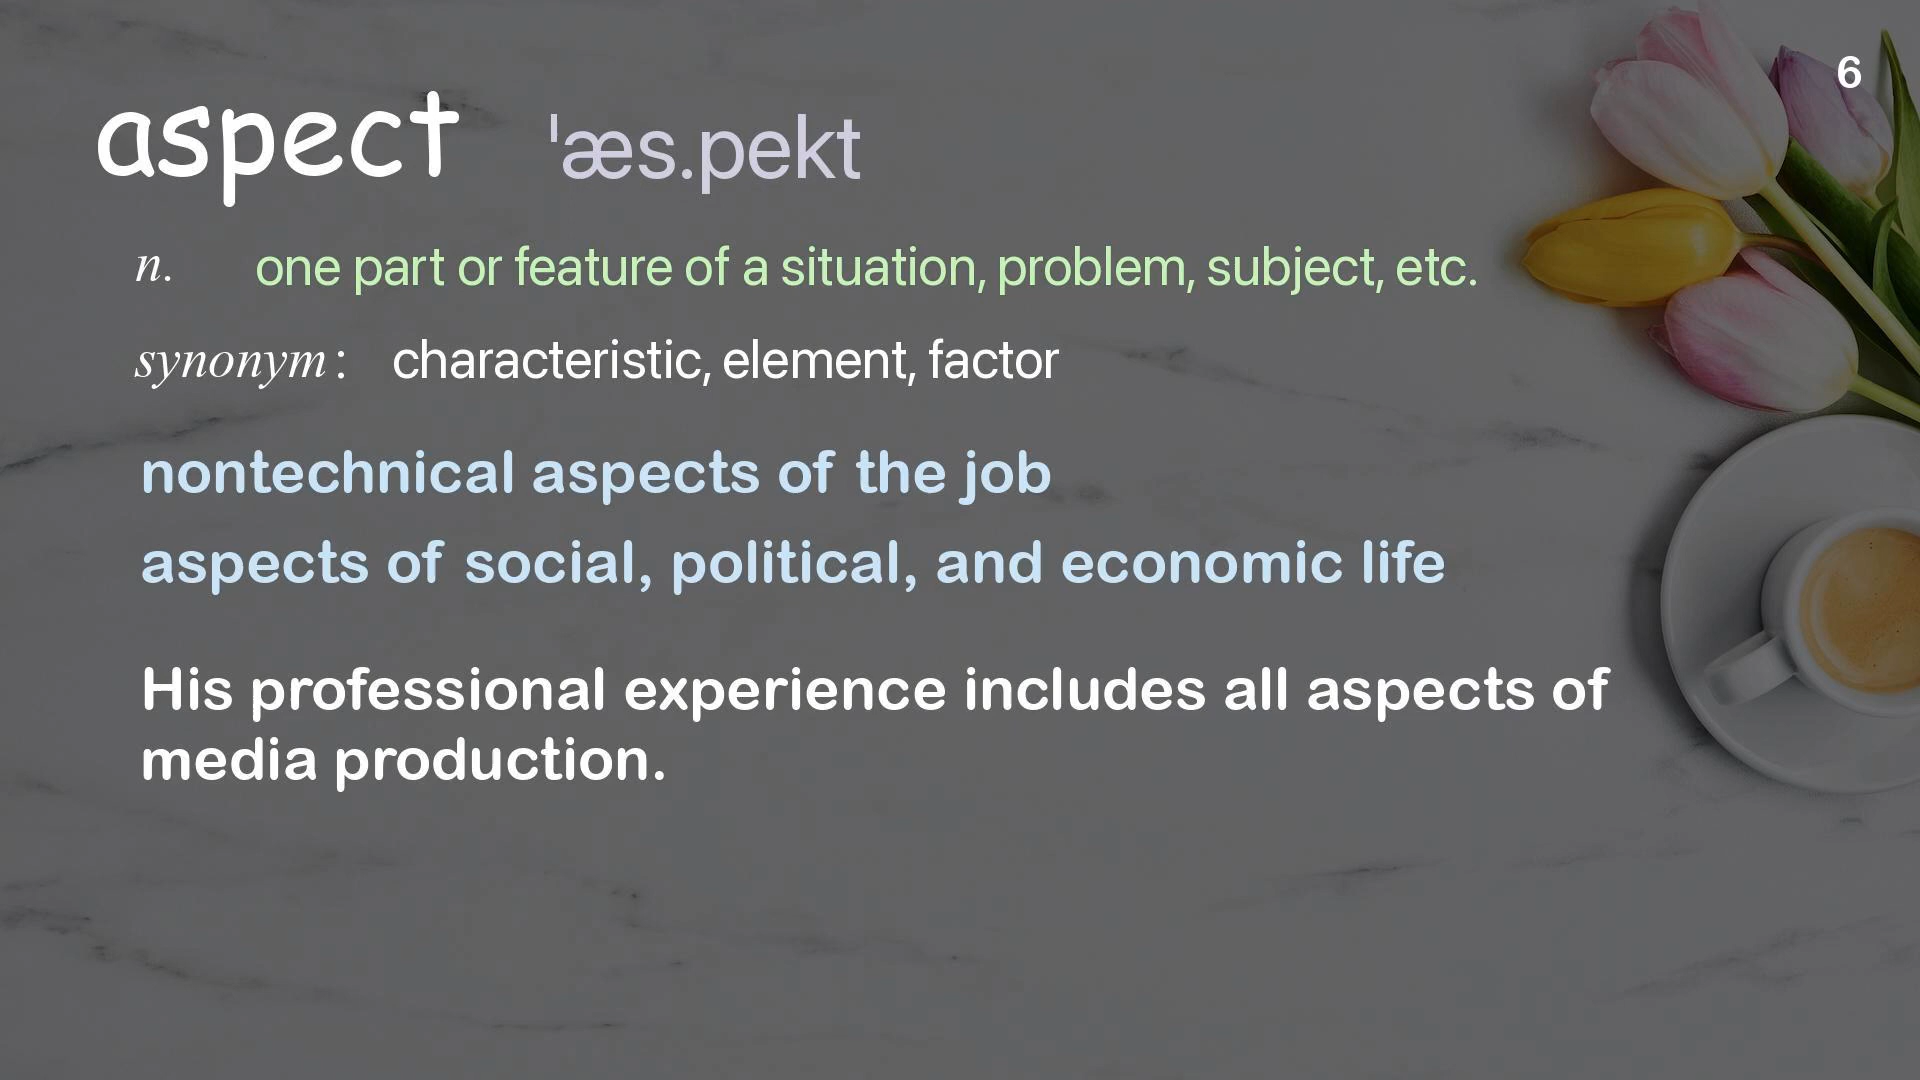 6
aspect ˈæs.pekt
n. one part or feature of a situation, problem, subject, etc.
synonym : characteristic, element, factor
nontechnical aspects of the job
aspects of social, political, and economic life
His professional experience includes all aspects of
media production.